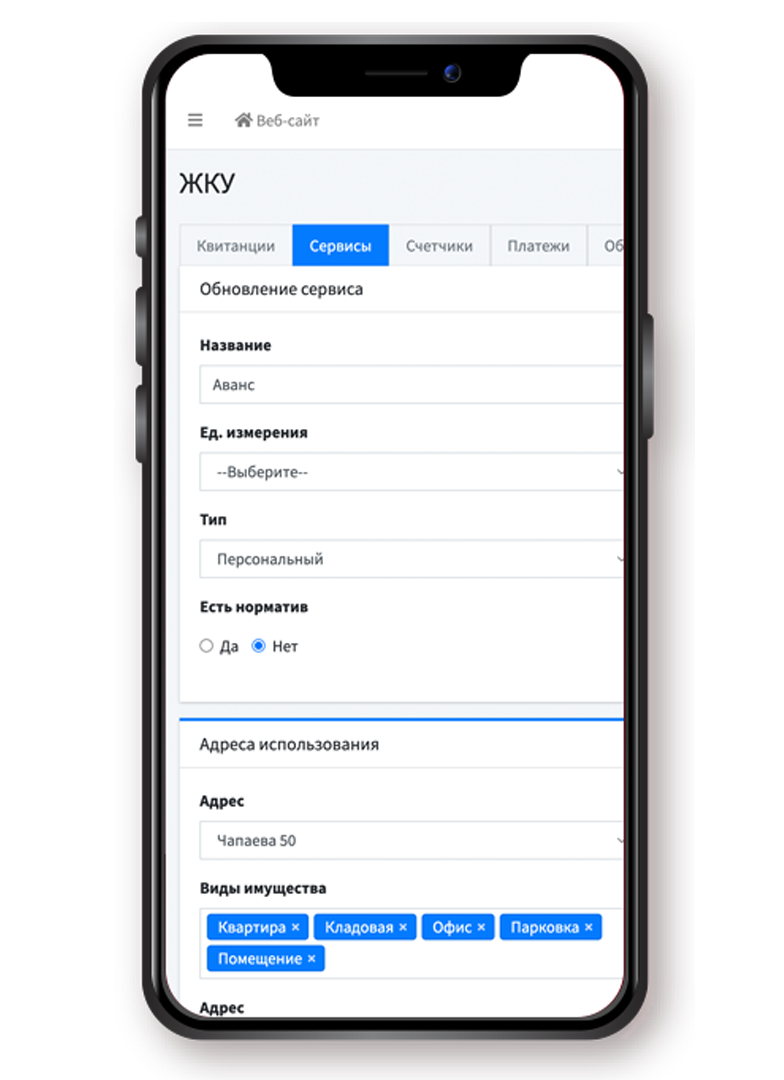 Веб-сайт
ЖКУ
Квитанции Сервисы Счетчики Платежи
Обновление сервиса
Название
Аванс
Ед. измерения
--Выберите--
Тип
Персональный
Есть норматив
Да Нет
Адреса использования
Адрес
Чапаева 50
Виды имущества
Квартира × Кладовая × Офис × Парковка ×
Помещение ×
Адрес